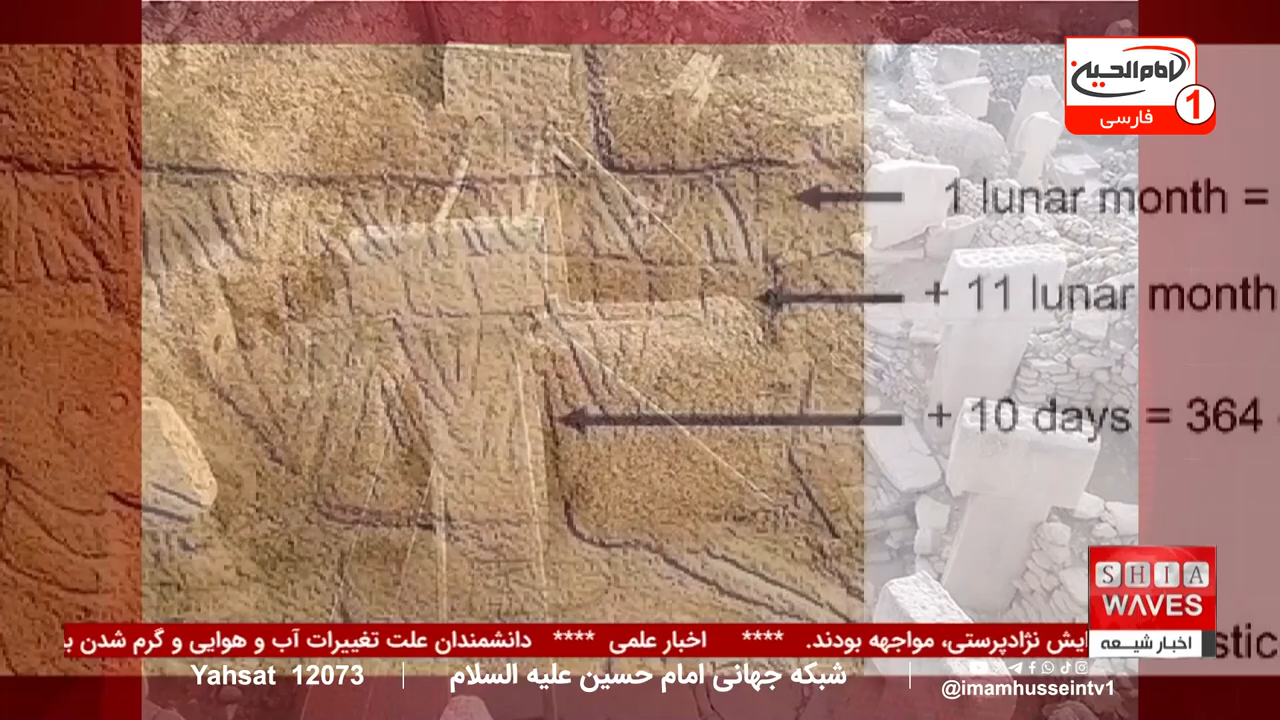 امام الحسین
فارسی
1
1 lunar month =
+ 11 lunar month
+ 10 days = 364
SHIA
WAVES
اخبار شیعه
stic
ایش نژادپرستی، مواجهه بودند. **** اخبار علمی **** دانشمندان علت تغییرات آب و هوایی و گرم شدن
Yahsat 12073 | شبکه جهانی امام حسین علیه السلام |
@imamhusseintv1